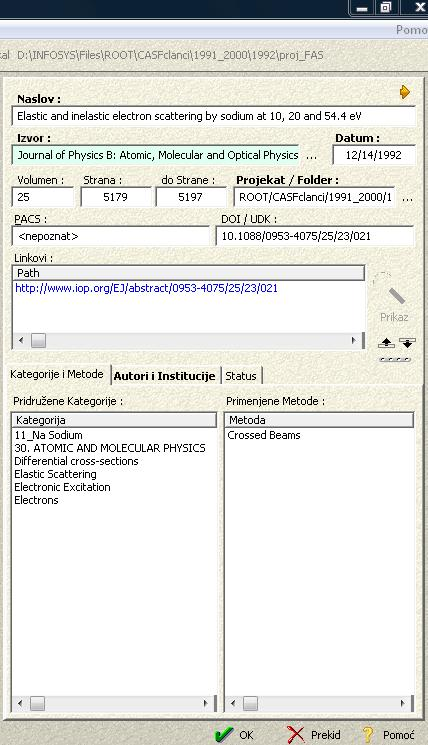 Pomo
kal D:\INFOSYS\Files\ROOT\CASFclanci\1991_2000\1992\proj_FAS
Naslov :
Elastic and inelastic electron scattering by sodium at 10, 20 and 54.4 eV
Izvor : Datum :
Journal of Physics B: Atomic, Molecular and Optical Physics ... 12/14/1992
Volumen : Strana : do Strane : Projekat / Folder :
25 5179 5197 ROOT/CASFclanci/1991_2000/1 ...
PACS : DOI / UDK :
<nepoznat> 10.1088/0953-4075/25/23/021
Linkovi :
Path
http://www.iop.org/EJ/abstract/0953-4075/25/23/021
Prikaz
Kategorije i Metode Autori i Institucije Status
Pridružene Kategorije : Primenjene Metode :
Kategorija Metoda
11_Na Sodium Crossed Beams
30. ATOMIC AND MOLECULAR PHYSICS
Differential cross-sections
Elastic Scattering
Electronic Excitation
Electrons
OK Prekid Pomoć